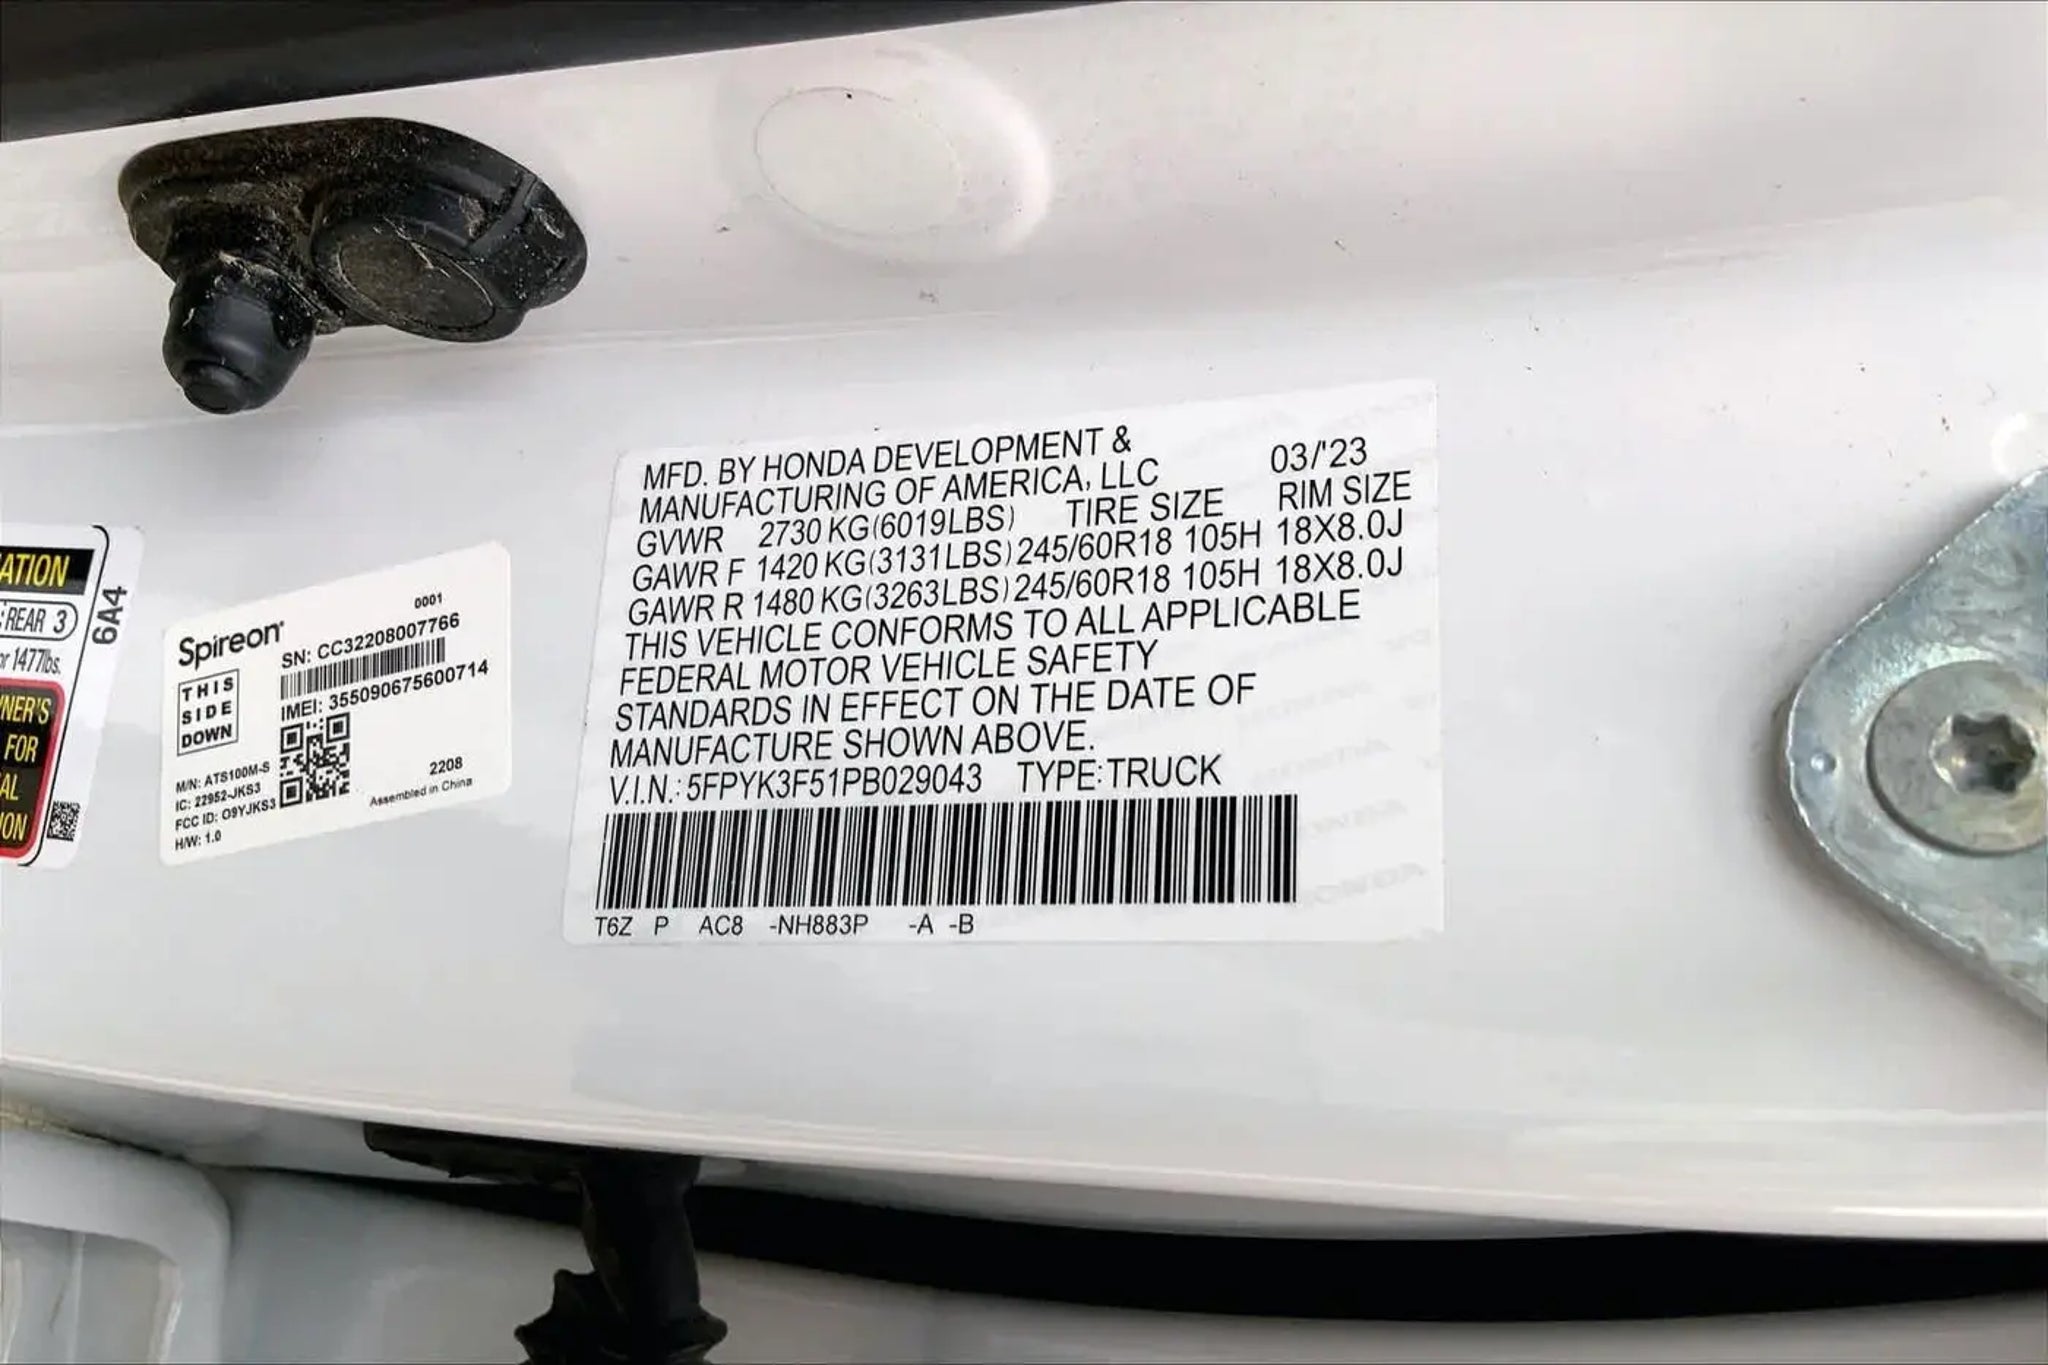 ATION
REAR 3
or 1477lbs.
6A4
NER'S
FOR
AL
ION
Spireon
0001
THIS
SIDE
DOWN
SN: CC32208007766
IMEI: 355090675600714
M/N: ATS100M-S
IC: 22952-JKS3
FCC ID: O9YJKS3
H/W: 1.0
2208
Assembled in China
MFD. BY HONDA DEVELOPMENT & 03/'23
MANUFACTURING OF AMERICA, LLC
GVWR 2730 KG(6019LBS) TIRE SIZE RIM SIZE
GAWR F 1420 KG(3131LBS) 245/60R18 105H 18X8.0J
GAWR R 1480 KG(3263LBS) 245/60R18 105H 18X8.0J
THIS VEHICLE CONFORMS TO ALL APPLICABLE
FEDERAL MOTOR VEHICLE SAFETY
STANDARDS IN EFFECT ON THE DATE OF
MANUFACTURE SHOWN ABOVE.
V.I.N.: 5FPYK3F51PB029043 TYPE: TRUCK
T6Z P AC8 -NH883P -A -B